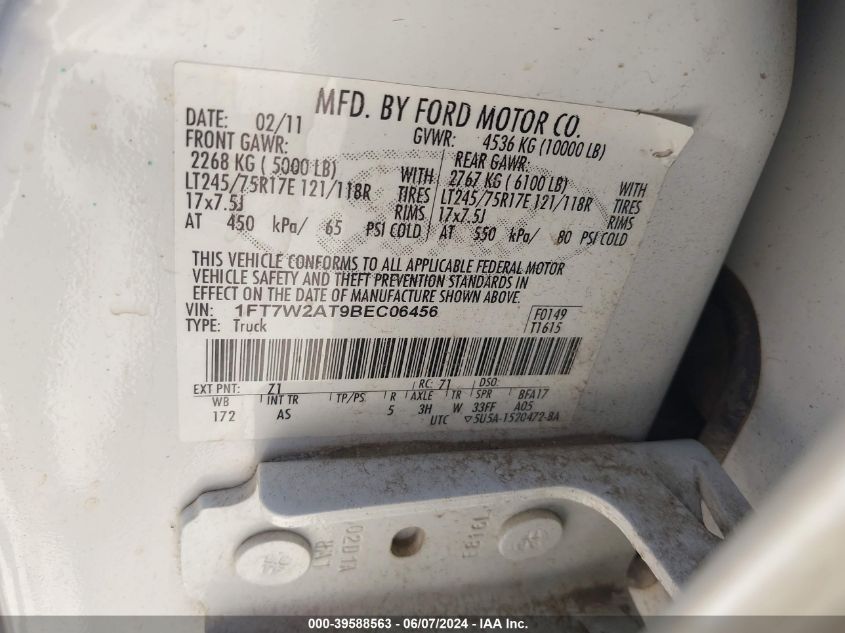 MFD. BY FORD MOTOR CO.
DATE: 02/11 GVWR: 4536 KG (10000 LB)
FRONT GAWR: REAR GAWR:
2268 KG ( 5000 LB) WITH 2767 KG ( 6100 LB) WITH
LT245/75R17E 121/118R TIRES LT245/75R17E 121/118R TIRES
17x7.5J RIMS 17x7.5J RIMS
AT 450 kPa/ 65 PSI COLD AT 550 kPa/ 80 PSI COLD
THIS VEHICLE CONFORMS TO ALL APPLICABLE FEDERAL MOTOR
VEHICLE SAFETY AND THEFT PREVENTION STANDARDS IN
EFFECT ON THE DATE OF MANUFACTURE SHOWN ABOVE.
VIN: 1FT7W2AT9BEC06456 F0149
TYPE: Truck T1615
EXT PNT: Z1 RC: 71 DSO:
WB INT TR TP/PS R AXLE TR SPR BFA17
172 AS 5 3H W 33FF A05
UTC 5U5A-1520472-BA
02B1A
000-39588563 / 06/07/2024 - IAA Inc.